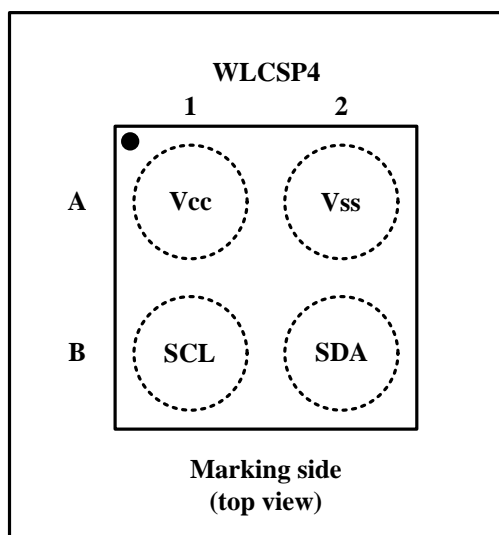 WLCSP4
1 2
A Vcc Vss
B SCL SDA
Marking side
(top view)